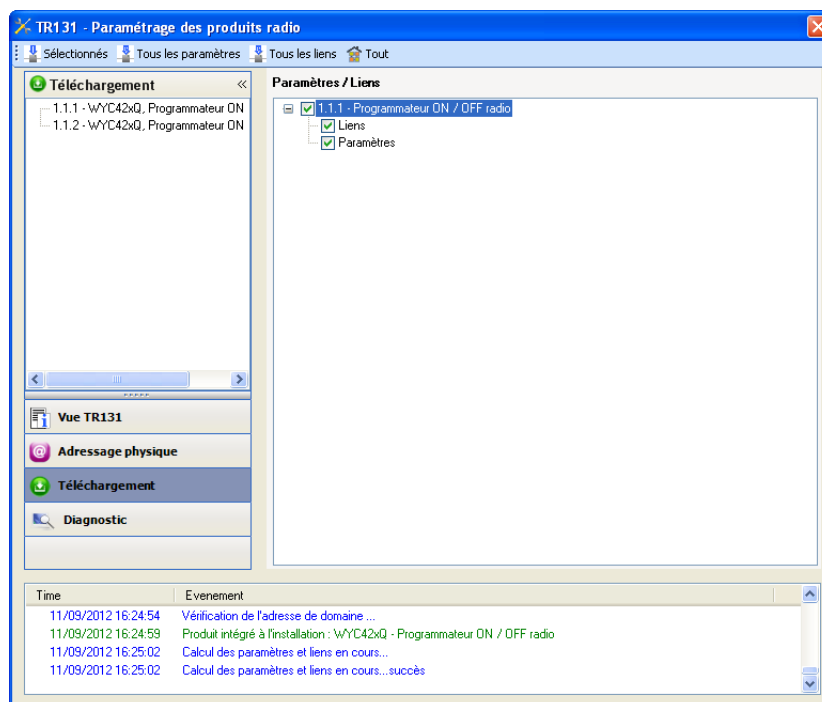 TR131 - Paramétrage des produits radio
Sélectionnés Tous les paramètres Tous les liens Tout
Téléchargement «
1.1.1 - WYC42xQ, Programmateur ON
1.1.2 - WYC42xQ, Programmateur ON
Vue TR131
Adressage physique
Téléchargement
Diagnostic
Paramètres / Liens
1.1.1 - Programmateur ON / OFF radio
Liens
Paramètres
Time Evenement
11/09/2012 16:24:54 Vérification de l'adresse de domaine ...
11/09/2012 16:24:59 Produit intégré à l'installation : WYC42xQ - Programmateur ON / OFF radio
11/09/2012 16:25:02 Calcul des paramètres et liens en cours...
11/09/2012 16:25:02 Calcul des paramètres et liens en cours...succès